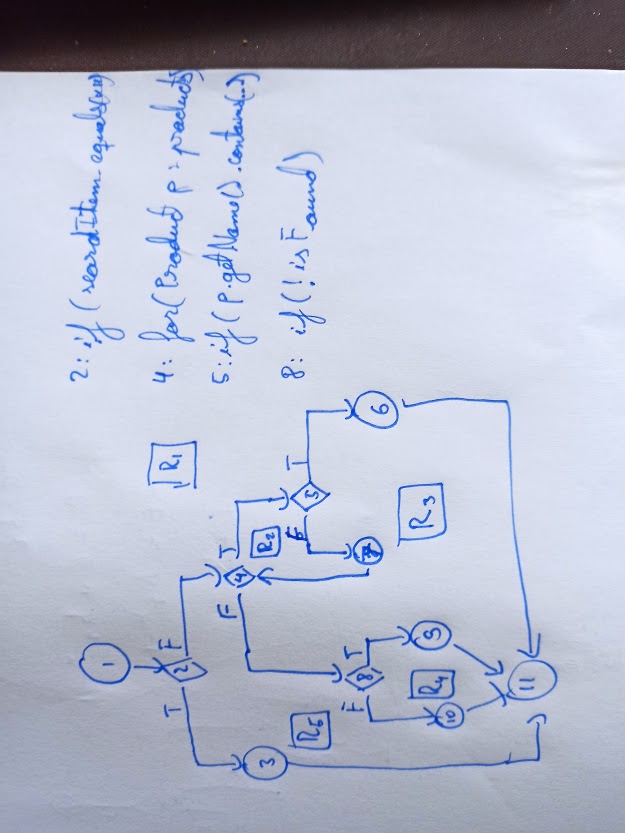 1
2: if (searchItem.equals(
T 2 F
R1
4: for(Product p : products)
F 4 T
5: if (p.getName().contains(...)
3
R2
8: if (!isFound)
F 5 T
R5
F 8 T
7
6
R4
9
R3
10
11